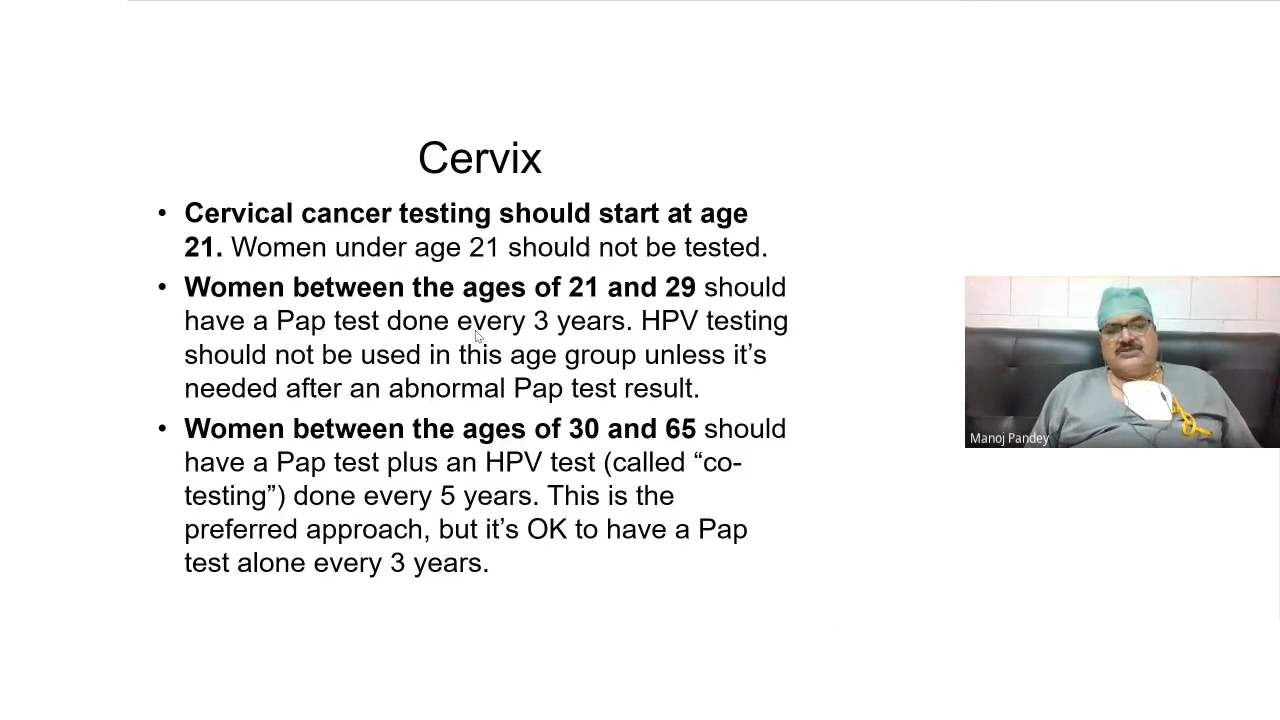 Cervix
• Cervical cancer testing should start at age
21. Women under age 21 should not be tested.
• Women between the ages of 21 and 29 should
have a Pap test done every 3 years. HPV testing
should not be used in this age group unless it’s
needed after an abnormal Pap test result.
• Women between the ages of 30 and 65 should
have a Pap test plus an HPV test (called “co-
testing”) done every 5 years. This is the
preferred approach, but it’s OK to have a Pap
test alone every 3 years.
Manoj Pandey